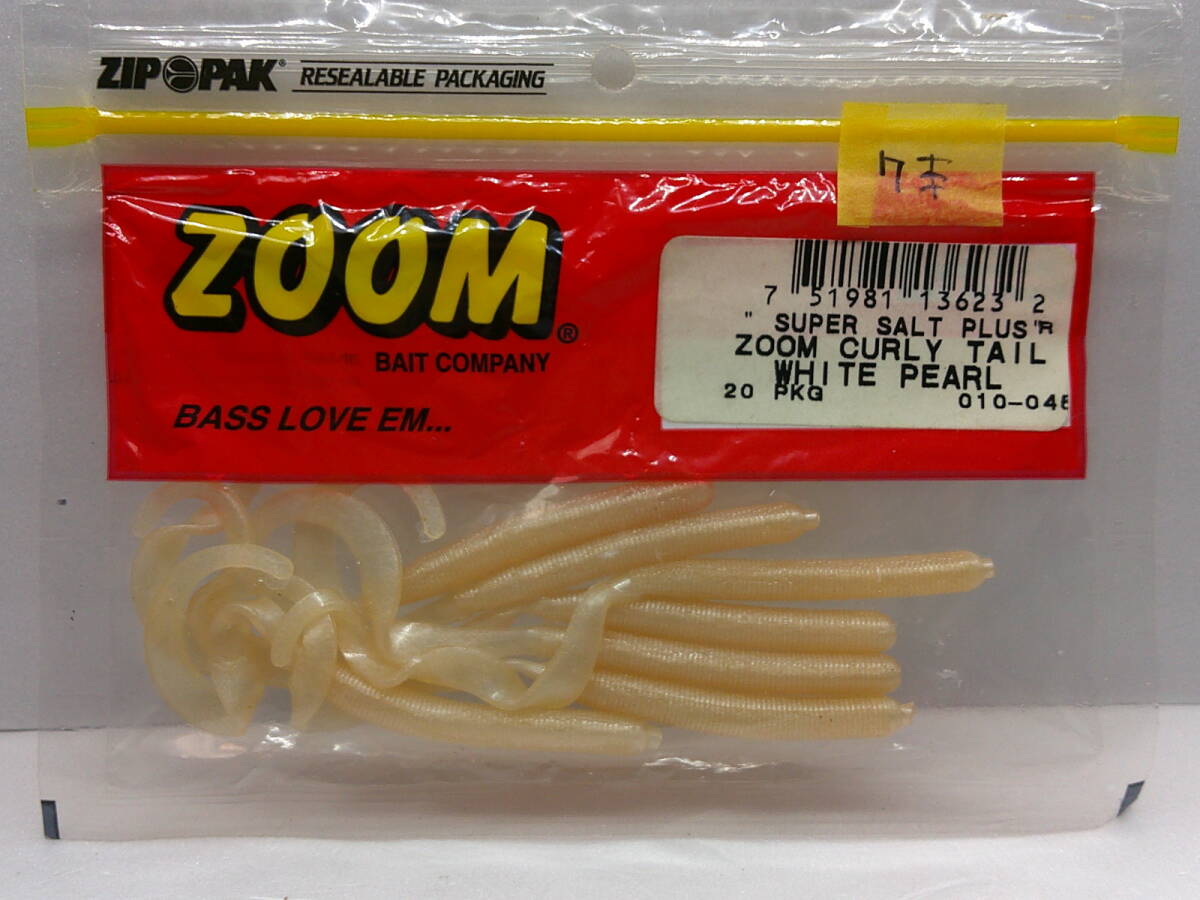 ZIP PAK® RESEALABLE PACKAGING
7本
ZOOM®
BAIT COMPANY
BASS LOVE EM...
7 51981 13623 2
" SUPER SALT PLUS"R
ZOOM CURLY TAIL
WHITE PEARL
20 PKG 010-046